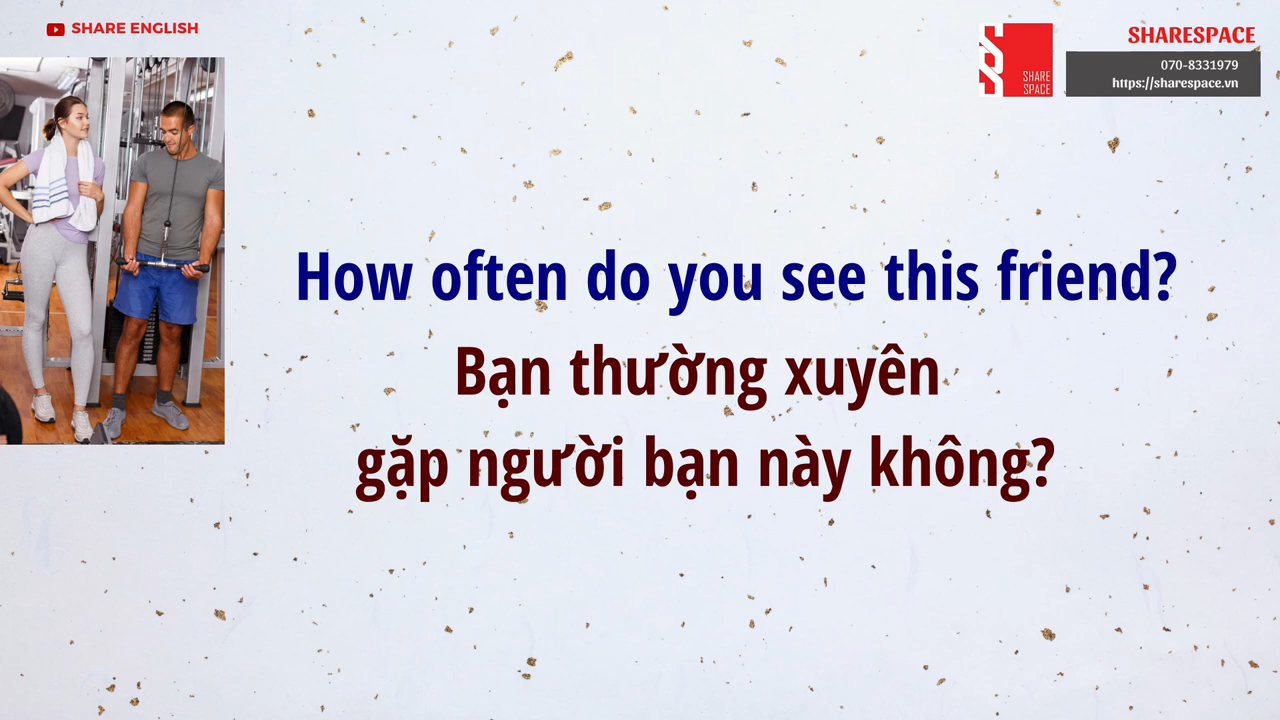 SHARE ENGLISH
SHARESPACE
070-8331979
https://sharespace.vn
SHARE
SPACE
How often do you see this friend?
Bạn thường xuyên
gặp người bạn này không?